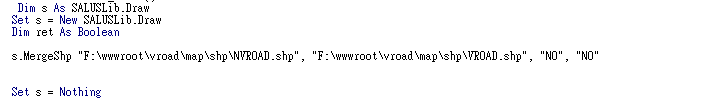 Dim s As SALUSLib.Draw
Set s = New SALUSLib.Draw
Dim ret As Boolean
s.MergeShp "F:\wwwroot\vroad\map\shp\NVROAD.shp", "F:\wwwroot\vroad\map\shp\VROAD.shp", "NO", "NO"
Set s = Nothing